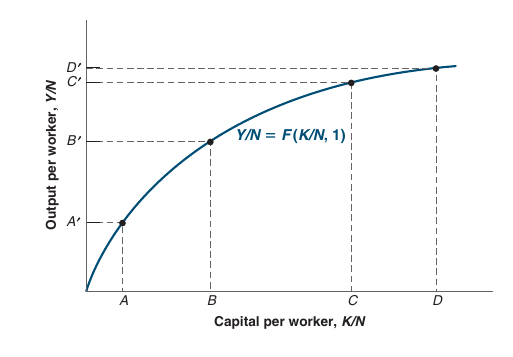 D′
C′
Output per worker, Y/N
B′
Y/N = F(K/N, 1)
A′
A B C D
Capital per worker, K/N